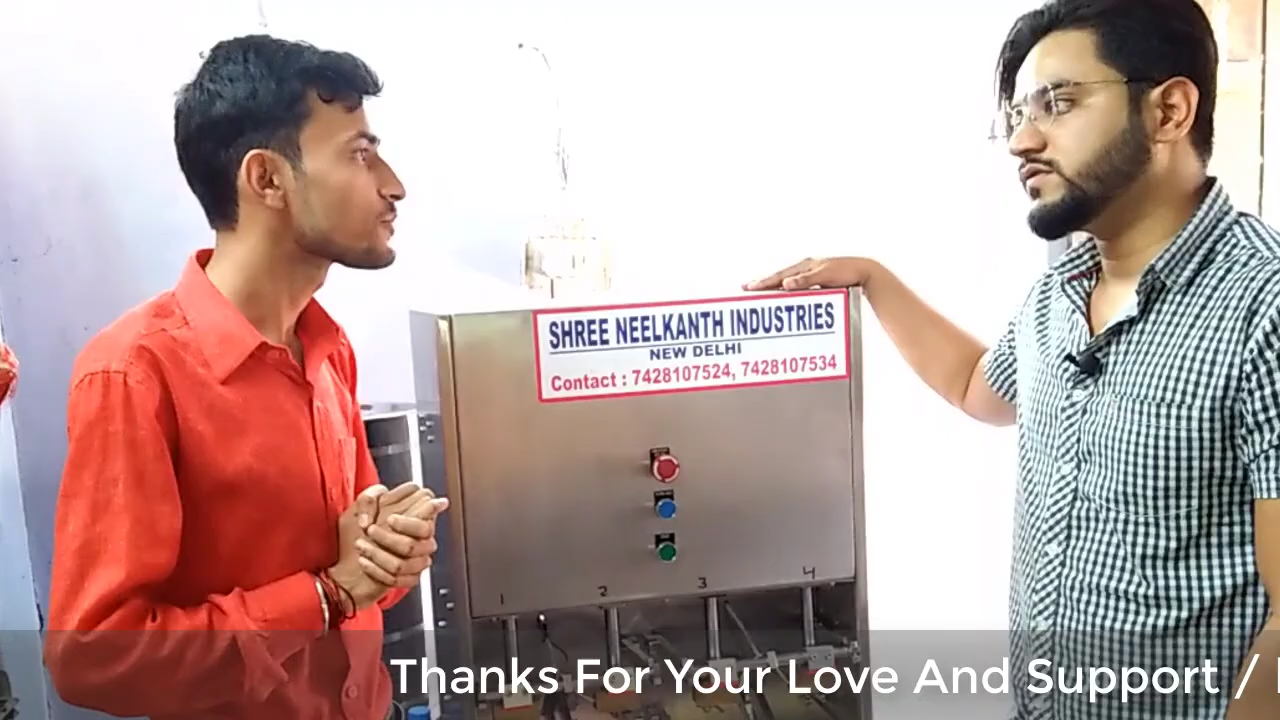 SHREE NEELKANTH INDUSTRIES
NEW DELHI
Contact : 7428107524, 7428107534
1 2 3 4
Thanks For Your Love And Support /